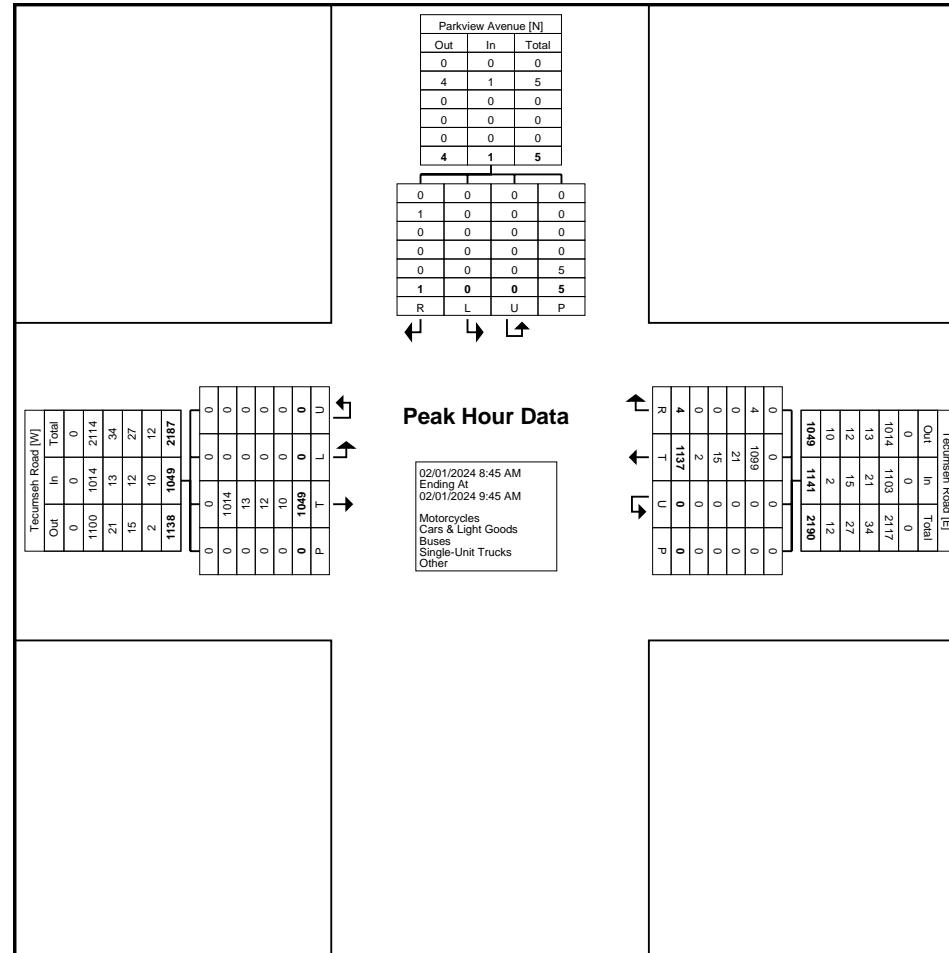 Parkview Avenue [N]
Out In Total
0 0 0
4 1 5
0 0 0
0 0 0
0 0 0
4 1 5
0 0 0 0
1 0 0 0
0 0 0 0
0 0 0 0
0 0 0 5
1 0 0 5
R L U P
Tecumseh Road [W]
Total 0 2114 34 27 12 2187
In 0 1014 13 12 10 1049
Out 0 1100 21 15 2 1138
0 0 0 0 0 0 U
0 0 0 0 0 0 L
0 1014 13 12 10 1049 T
0 0 0 0 0 0 P
Peak Hour Data
02/01/2024 8:45 AM
Ending At
02/01/2024 9:45 AM
Motorcycles
Cars & Light Goods
Buses
Single-Unit Trucks
Other
R 4 0 0 0 4 0
T 1137 2 15 21 1099 0
U 0 0 0 0 0 0
P 0 0 0 0 0 0
1049 10 12 13 1014 0 Out
1141 2 15 21 1103 0 In
2190 12 27 34 2117 0 Total
Tecumseh Road [E]